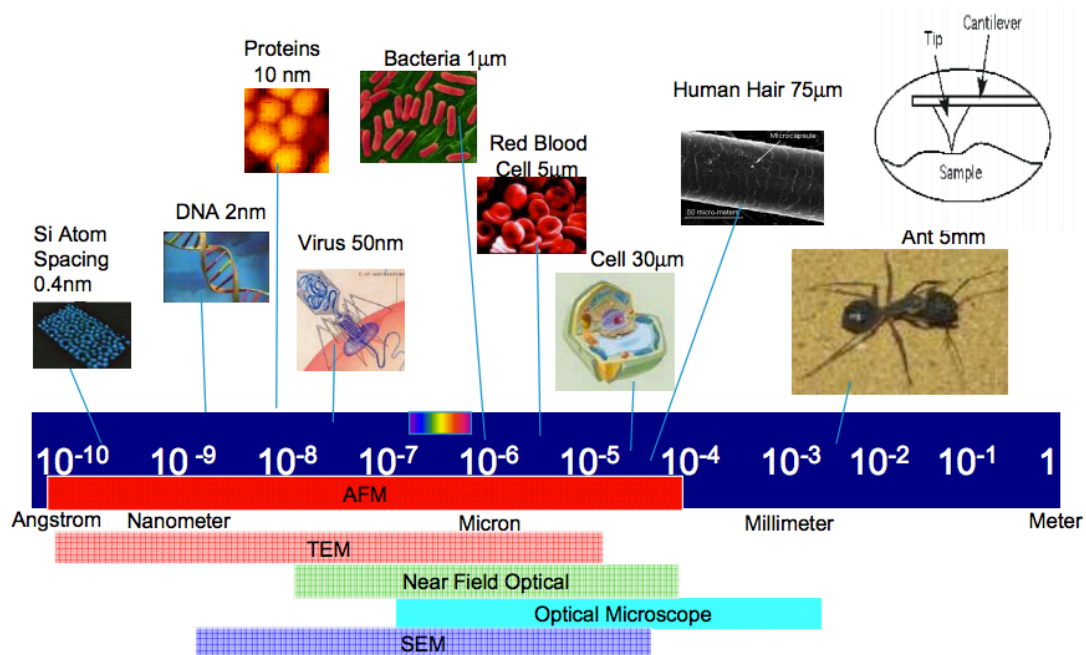 Proteins
10 nm
Bacteria 1μm
Human Hair 75μm
Cantilever
Tip
Sample
Microcapsule
50 micro-meters
Red Blood
Cell 5μm
DNA 2nm
Virus 50nm
Si Atom
Spacing
0.4nm
Cell 30μm
Ant 5mm
10⁻¹⁰ 10⁻⁹ 10⁻⁸ 10⁻⁷ 10⁻⁶ 10⁻⁵ 10⁻⁴ 10⁻³ 10⁻² 10⁻¹ 1
AFM
Angstrom Nanometer Micron Millimeter Meter
TEM
Near Field Optical
Optical Microscope
SEM